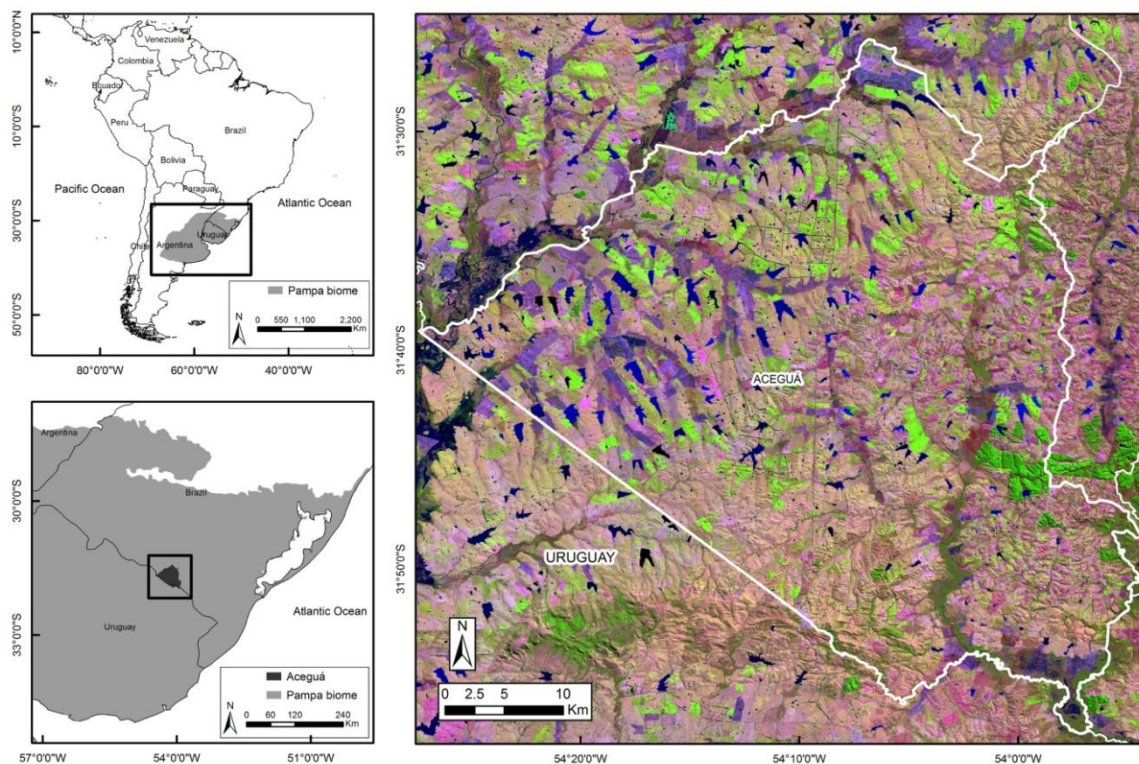 10°0'0"N
Venezuela
Colombia
Ecuador
10°0'0"S
Peru
Brazil
Bolivia
Pacific Ocean
Paraguay
Atlantic Ocean
30°0'0"S
Chile
Argentina
Uruguay
Pampa biome
N
0 550 1,100 2,200
Km
50°0'0"S
80°0'0"W 60°0'0"W 40°0'0"W
Argentina
Brazil
30°0'0"S
Atlantic Ocean
Uruguay
33°0'0"S
Aceguá
Pampa biome
N
0 60 120 240
Km
57°0'0"W 54°0'0"W 51°0'0"W
31°30'0"S
31°40'0"S
ACEGUÁ
31°50'0"S
URUGUAY
N
0 2.5 5 10
Km
54°20'0"W 54°10'0"W 54°0'0"W